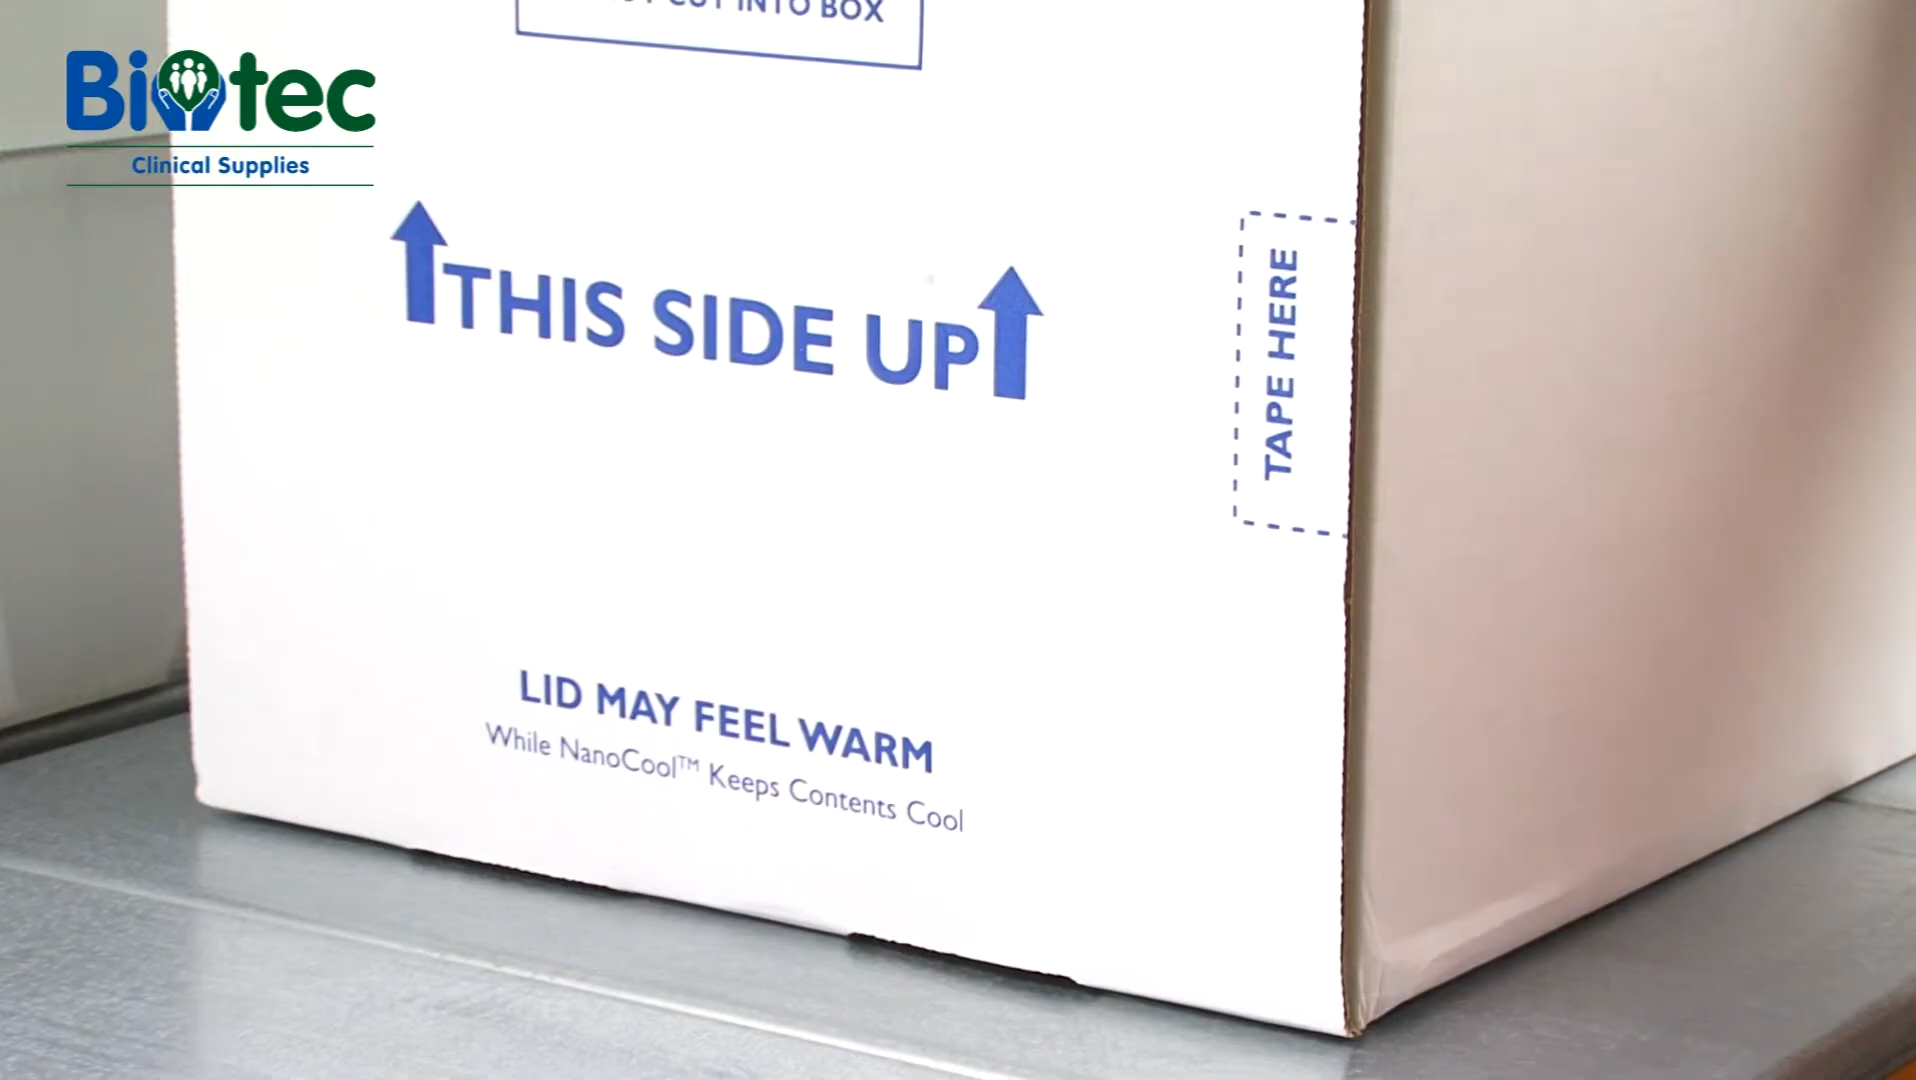 CUT INTO BOX
Biotec
Clinical Supplies
THIS SIDE UP
TAPE HERE
LID MAY FEEL WARM
While NanoCool™ Keeps Contents Cool